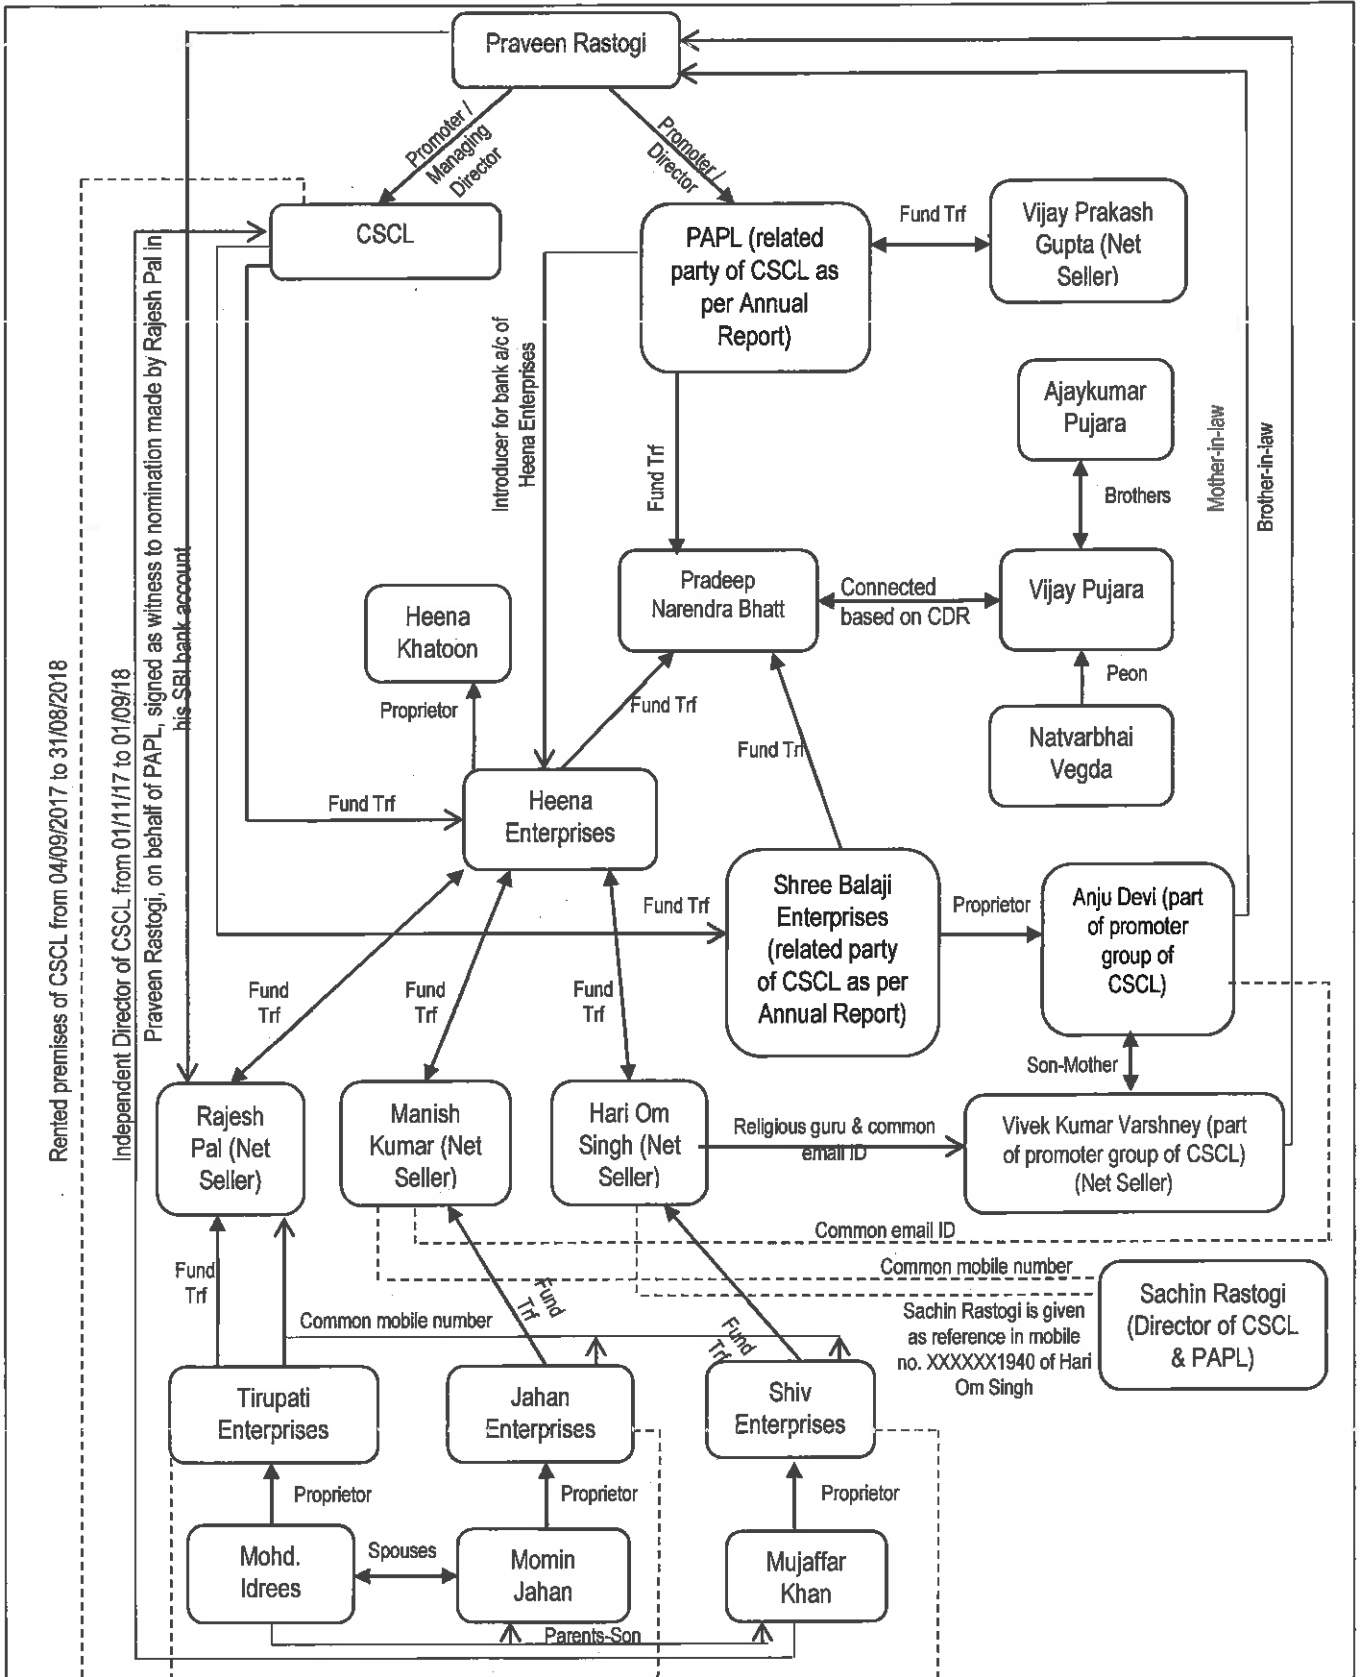 Praveen Rastogi
Promoter /
Managing
Director
Promoter /
Director
CSCL
PAPL (related
party of CSCL as
per Annual
Report)
Fund Trf
Vijay Prakash
Gupta (Net
Seller)
Introducer for bank a/c of
Heena Enterprises
Fund Trf
Ajaykumar
Pujara
Brothers
Mother-in-law
Brother-in-law
Pradeep
Narendra Bhatt
Connected
based on CDR
Vijay Pujara
Heena
Khatoon
Proprietor
Fund Trf
Peon
Natvarbhai
Vegda
Fund Trf
Rented premises of CSCL from 04/09/2017 to 31/08/2018
Independent Director of CSCL from 01/11/17 to 01/09/18
Praveen Rastogi, on behalf of PAPL, signed as witness to nomination made by Rajesh Pal in
his SBI bank account
Fund Trf
Heena
Enterprises
Fund Trf
Shree Balaji
Enterprises
(related party
of CSCL as per
Annual Report)
Proprietor
Anju Devi (part
of promoter
group of
CSCL)
Fund
Trf
Fund
Trf
Fund
Trf
Son-Mother
Rajesh
Pal (Net
Seller)
Manish
Kumar (Net
Seller)
Hari Om
Singh (Net
Seller)
Religious guru & common
email ID
Vivek Kumar Varshney (part
of promoter group of CSCL)
(Net Seller)
Common email ID
Common mobile number
Fund
Trf
Fund
Trf
Fund
Trf
Common mobile number
Sachin Rastogi is given
as reference in mobile
no. XXXXXX1940 of Hari
Om Singh
Sachin Rastogi
(Director of CSCL
& PAPL)
Tirupati
Enterprises
Jahan
Enterprises
Shiv
Enterprises
Proprietor
Proprietor
Proprietor
Mohd.
Idrees
Spouses
Momin
Jahan
Mujaffar
Khan
Parents-Son